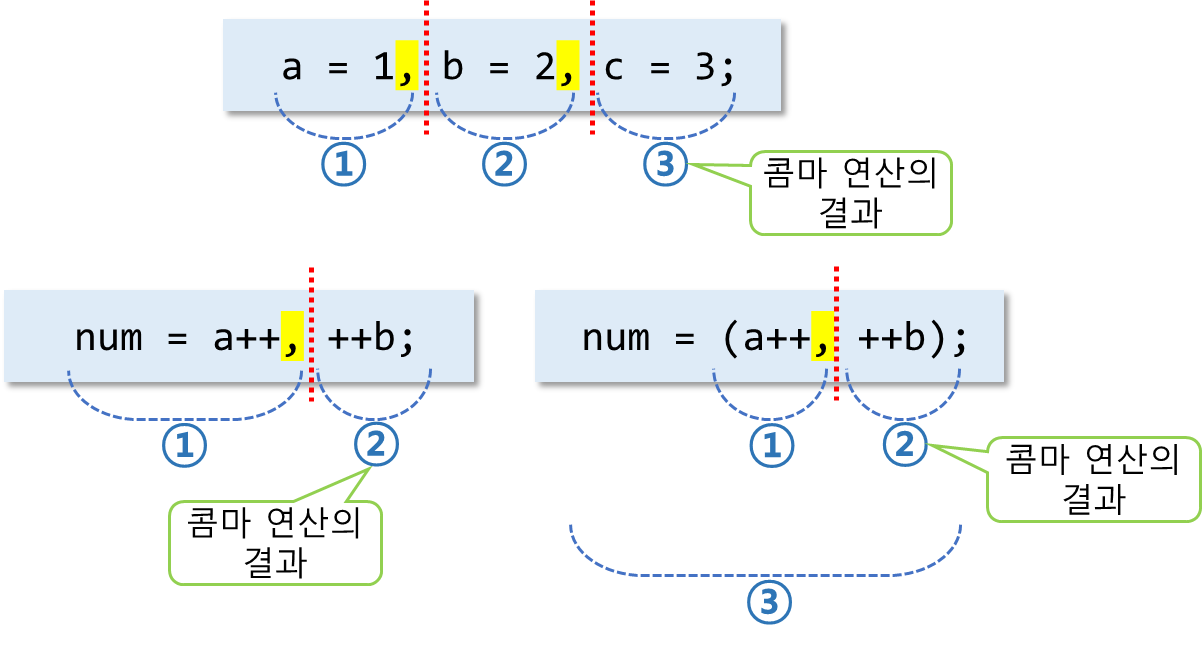 a = 1, b = 2, c = 3;
① ② ③
콤마 연산의
결과
num = a++, ++b;
① ②
콤마 연산의
결과
num = (a++, ++b);
① ②
콤마 연산의
결과
③